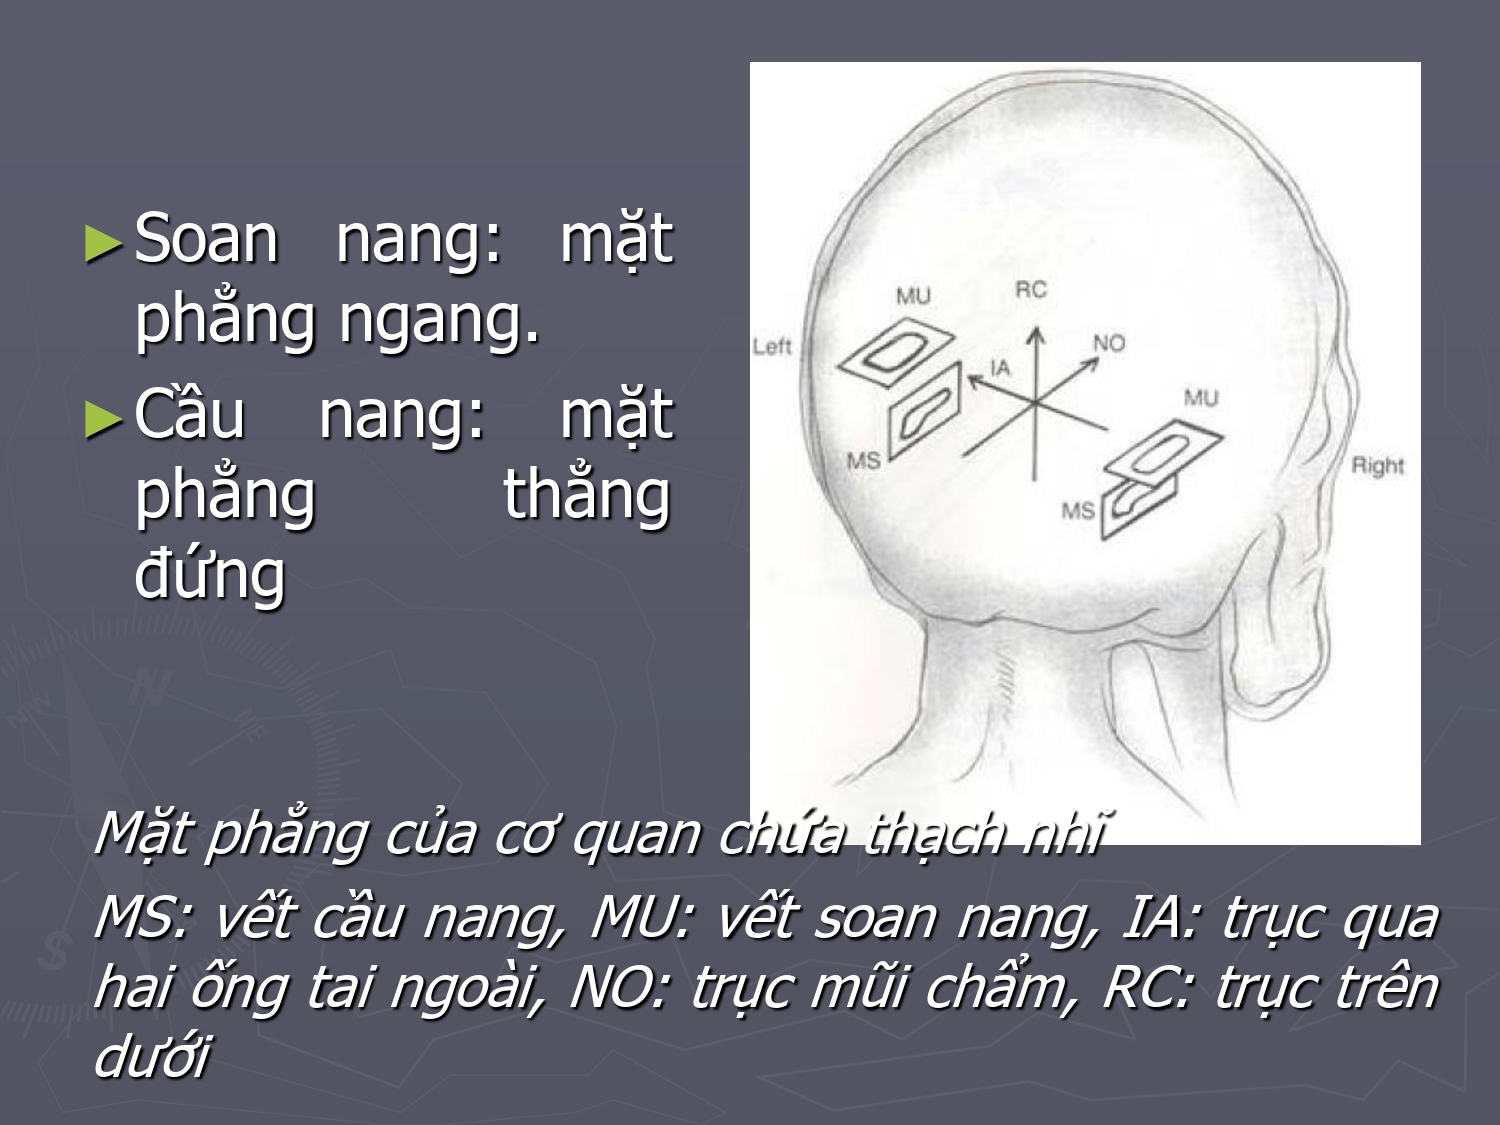 Soan nang: mặt
phẳng ngang.
Cầu nang: mặt
phẳng thẳng
đứng
MU
RC
Left
NO
IA
MU
MS
Right
MS
Mặt phẳng của cơ quan chứa thạch nhĩ
MS: vết cầu nang, MU: vết soan nang, IA: trục qua
hai ống tai ngoài, NO: trục mũi chẩm, RC: trục trên
dưới
N
NW
NE
S